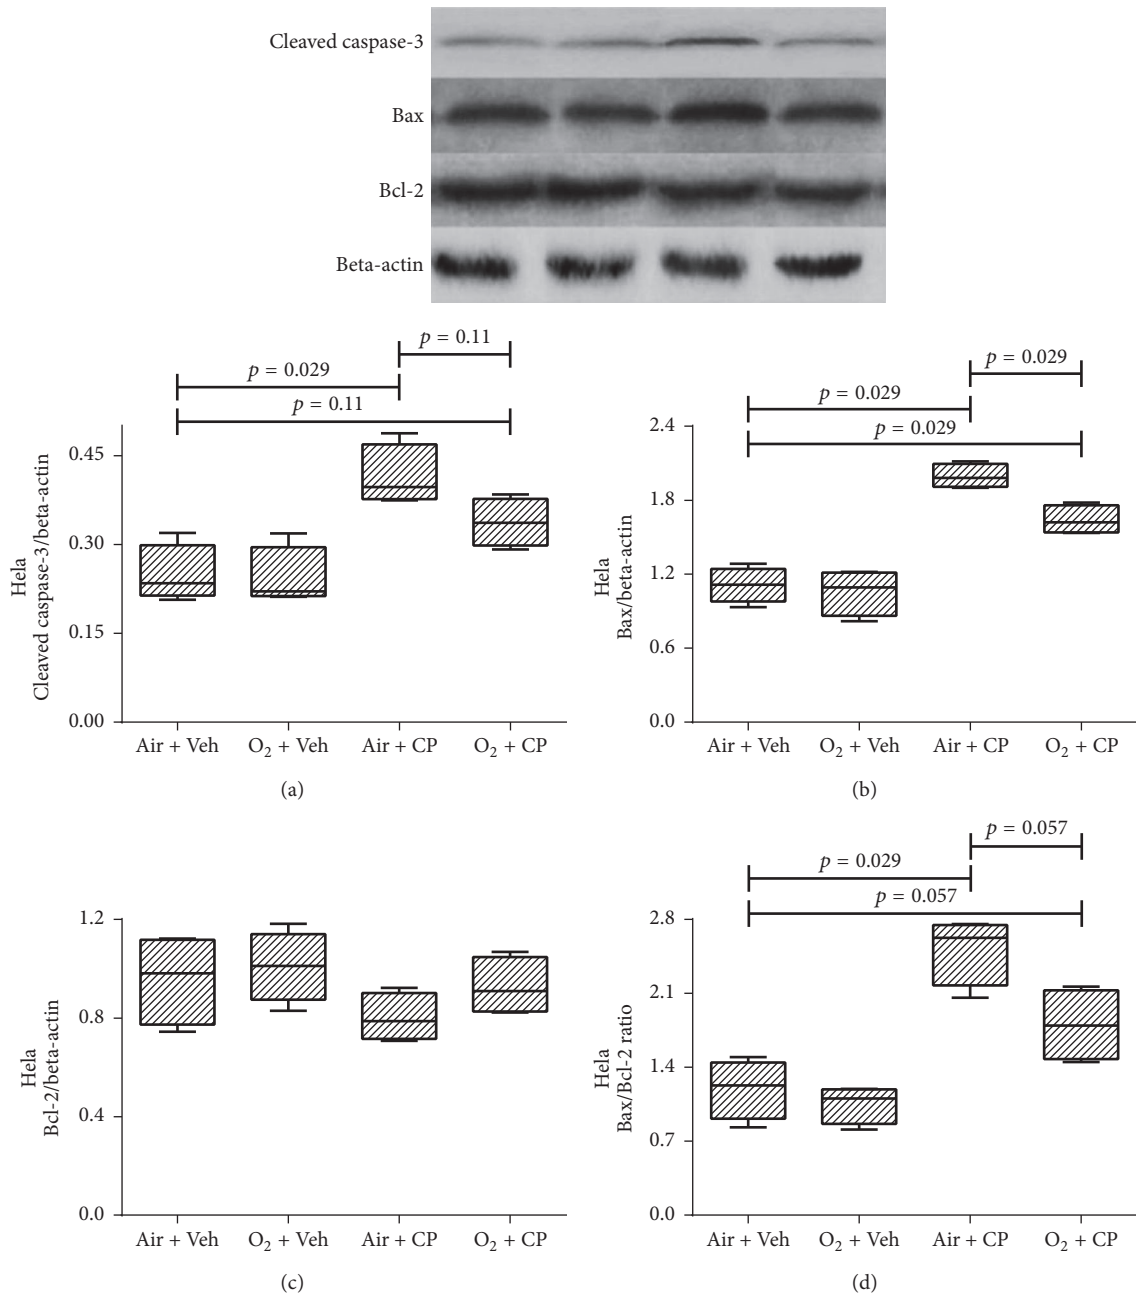 Cleaved caspase-3
Bax
Bcl-2
Beta-actin
p = 0.11
p = 0.029
p = 0.11
0.45
0.30
0.15
0.00
Hela
Cleaved caspase-3/beta-actin
Air + Veh
O₂ + Veh
Air + CP
O₂ + CP
(a)
p = 0.029
p = 0.029
p = 0.029
2.4
1.8
1.2
0.6
0.0
Hela
Bax/beta-actin
Air + Veh
O₂ + Veh
Air + CP
O₂ + CP
(b)
1.2
0.8
0.4
0.0
Hela
Bcl-2/beta-actin
Air + Veh
O₂ + Veh
Air + CP
O₂ + CP
(c)
p = 0.057
p = 0.029
p = 0.057
2.8
2.1
1.4
0.7
0.0
Hela
Bax/Bcl-2 ratio
Air + Veh
O₂ + Veh
Air + CP
O₂ + CP
(d)